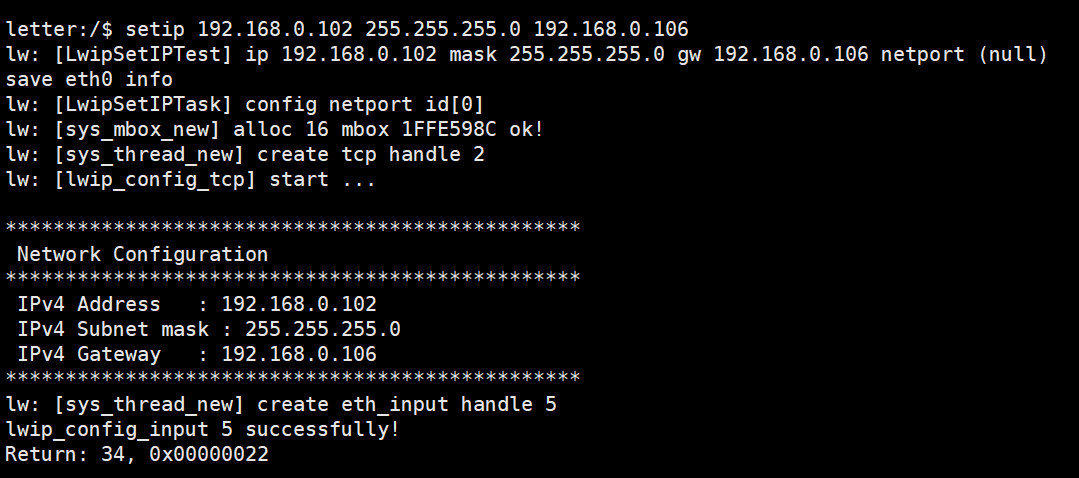 letter:/$ setip 192.168.0.102 255.255.255.0 192.168.0.106
lw: [LwipSetIPTest] ip 192.168.0.102 mask 255.255.255.0 gw 192.168.0.106 netport (null)
save eth0 info
lw: [LwipSetIPTask] config netport id[0]
lw: [sys_mbox_new] alloc 16 mbox 1FFE598C ok!
lw: [sys_thread_new] create tcp handle 2
lw: [lwip_config_tcp] start ...

************************************************
 Network Configuration
************************************************
 IPv4 Address   : 192.168.0.102
 IPv4 Subnet mask : 255.255.255.0
 IPv4 Gateway   : 192.168.0.106
************************************************
lw: [sys_thread_new] create eth_input handle 5
lwip_config_input 5 successfully!
Return: 34, 0x00000022